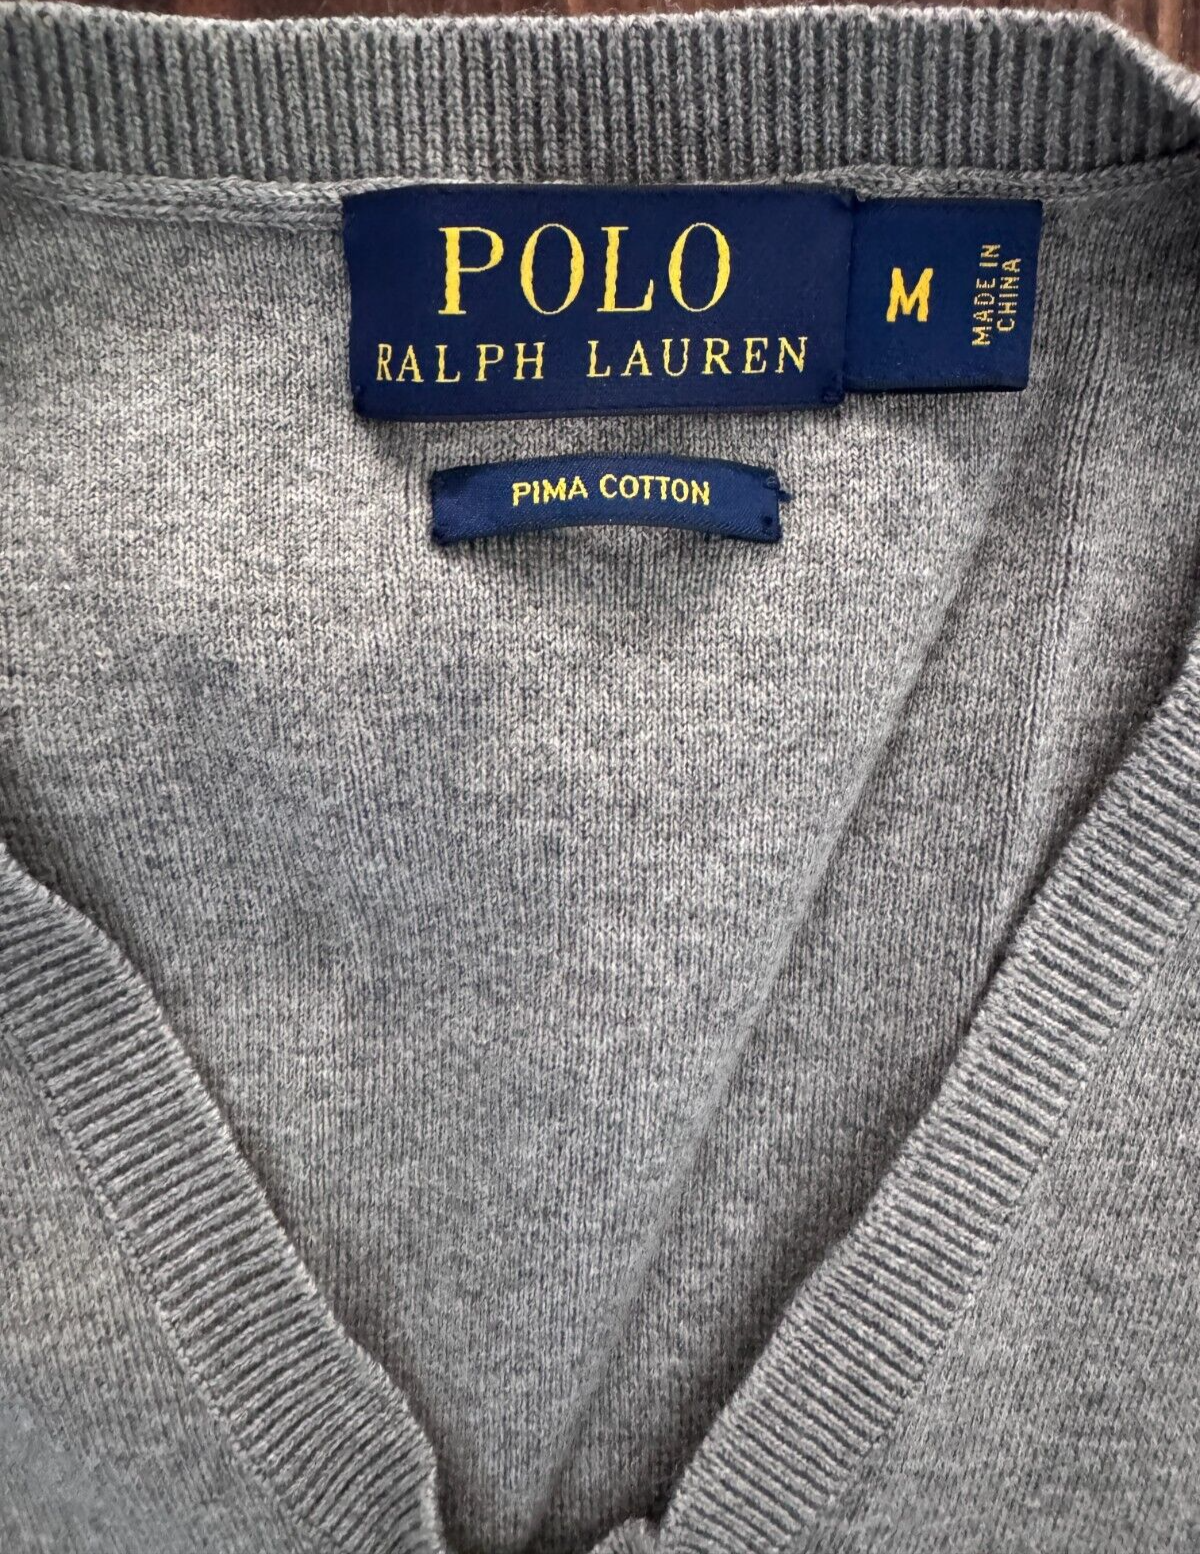 POLO
RALPH LAUREN
M
MADE IN
CHINA
PIMA COTTON